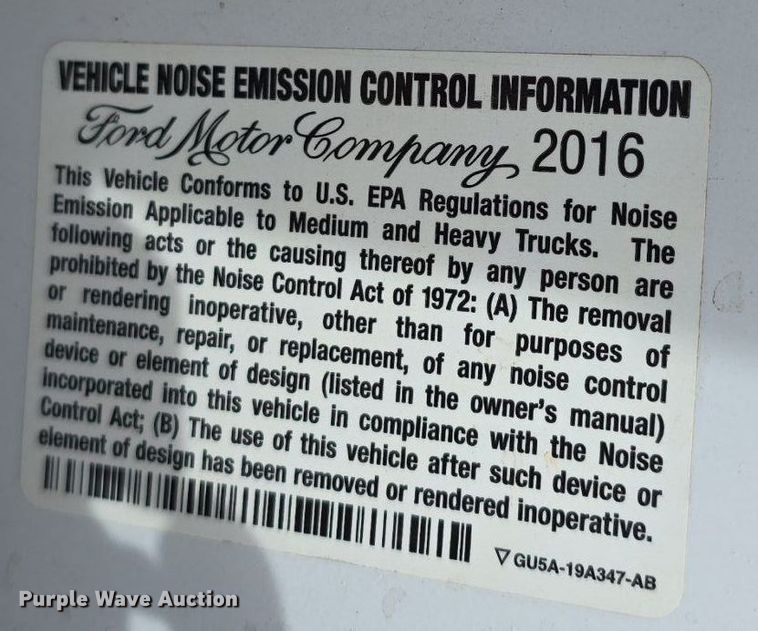 VEHICLE NOISE EMISSION CONTROL INFORMATION
Ford Motor Company 2016
This Vehicle Conforms to U.S. EPA Regulations for Noise
Emission Applicable to Medium and Heavy Trucks. The
following acts or the causing thereof by any person are
prohibited by the Noise Control Act of 1972: (A) The removal
or rendering inoperative, other than for purposes of
maintenance, repair, or replacement, of any noise control
device or element of design (listed in the owner's manual)
incorporated into this vehicle in compliance with the Noise
Control Act; (B) The use of this vehicle after such device or
element of design has been removed or rendered inoperative.
▽ GU5A-19A347-AB
Purple Wave Auction